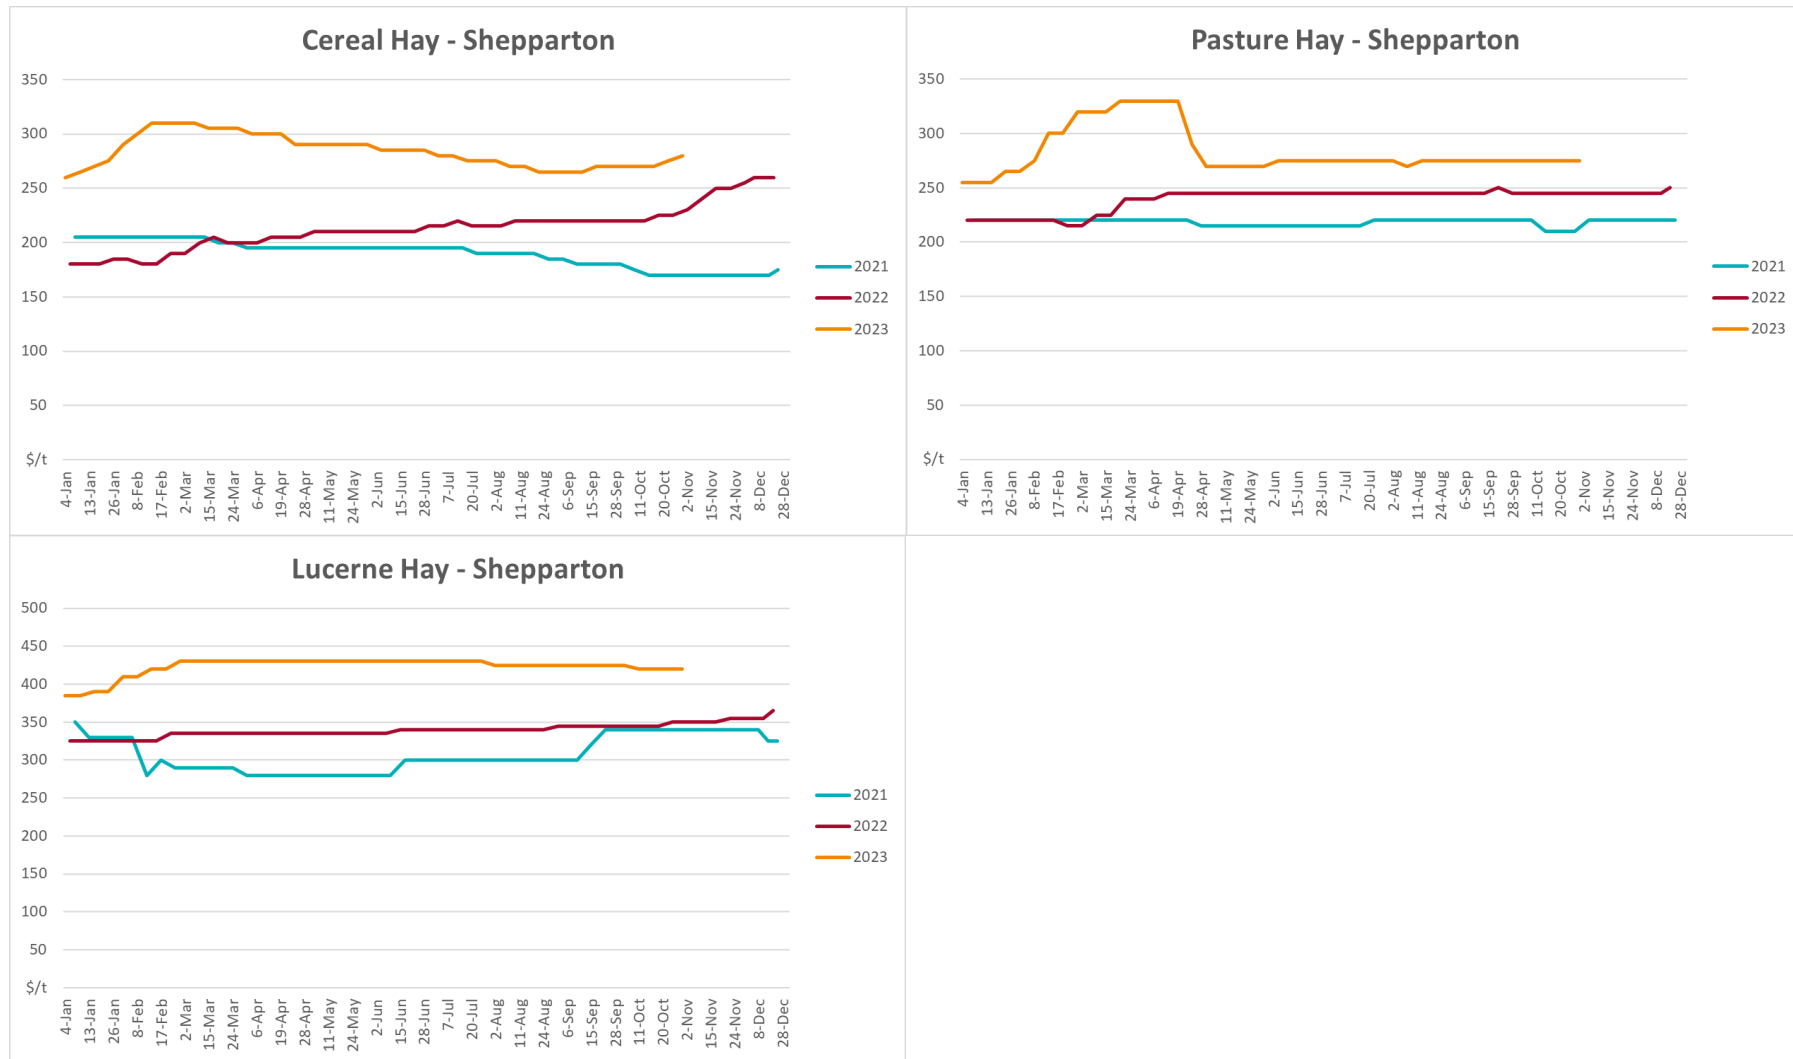 Cereal Hay - Shepparton
350
300
250
200
150
100
50
$/t
4-Jan
13-Jan
26-Jan
8-Feb
17-Feb
2-Mar
15-Mar
24-Mar
6-Apr
19-Apr
28-Apr
11-May
24-May
2-Jun
15-Jun
28-Jun
7-Jul
20-Jul
2-Aug
11-Aug
24-Aug
6-Sep
15-Sep
28-Sep
11-Oct
20-Oct
2-Nov
15-Nov
24-Nov
8-Dec
28-Dec
2021
2022
2023
Pasture Hay - Shepparton
350
300
250
200
150
100
50
$/t
4-Jan
13-Jan
26-Jan
8-Feb
17-Feb
2-Mar
15-Mar
24-Mar
6-Apr
19-Apr
28-Apr
11-May
24-May
2-Jun
15-Jun
28-Jun
7-Jul
20-Jul
2-Aug
11-Aug
24-Aug
6-Sep
15-Sep
28-Sep
11-Oct
20-Oct
2-Nov
15-Nov
24-Nov
8-Dec
28-Dec
2021
2022
2023
Lucerne Hay - Shepparton
500
450
400
350
300
250
200
150
100
50
$/t
4-Jan
13-Jan
26-Jan
8-Feb
17-Feb
2-Mar
15-Mar
24-Mar
6-Apr
19-Apr
28-Apr
11-May
24-May
2-Jun
15-Jun
28-Jun
7-Jul
20-Jul
2-Aug
11-Aug
24-Aug
6-Sep
15-Sep
28-Sep
11-Oct
20-Oct
2-Nov
15-Nov
24-Nov
8-Dec
28-Dec
2021
2022
2023